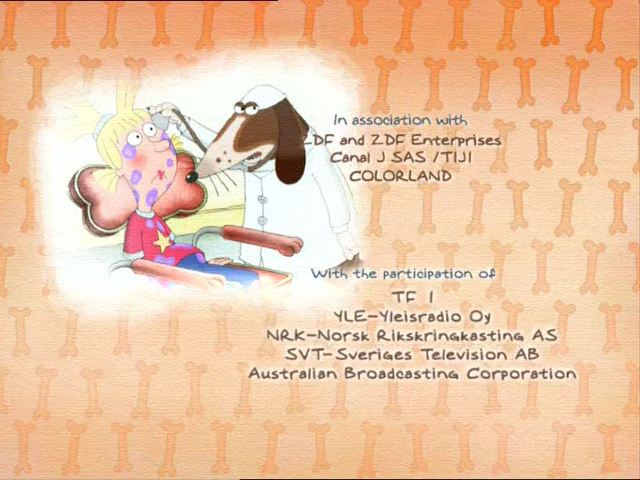 In association with
ZDF and ZDF Enterprises
Canal J SAS /TIJI
COLORLAND
With the participation of
TF 1
YLE-Yleisradio Oy
NRK-Norsk Rikskringkasting AS
SVT-Sveriges Television AB
Australian Broadcasting Corporation